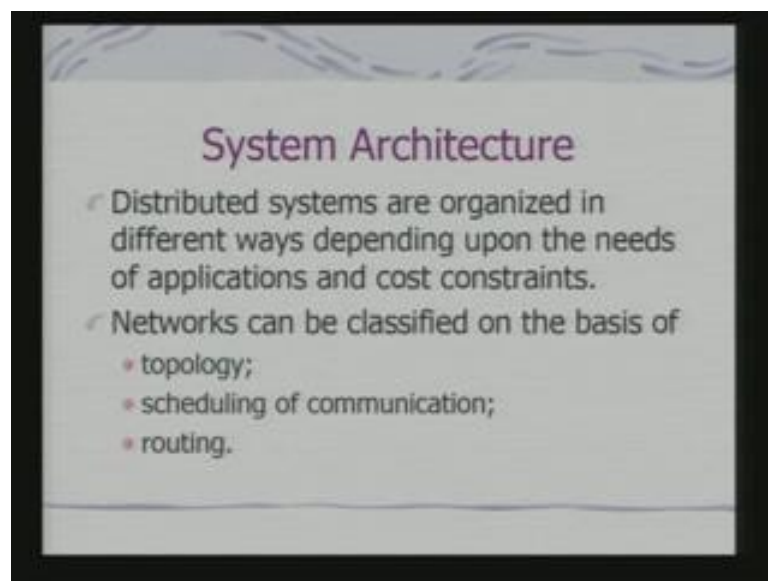 System Architecture
Distributed systems are organized in
different ways depending upon the needs
of applications and cost constraints.
Networks can be classified on the basis of
topology;
scheduling of communication;
routing.